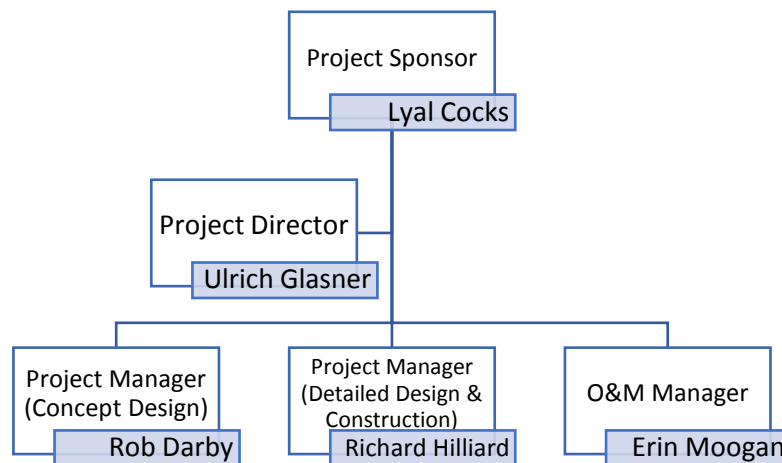 Project Sponsor
Lyal Cocks
Project Director
Ulrich Glasner
Project Manager
(Concept Design)
Rob Darby
Project Manager
(Detailed Design &
Construction)
Richard Hilliard
O&M Manager
Erin Moogan